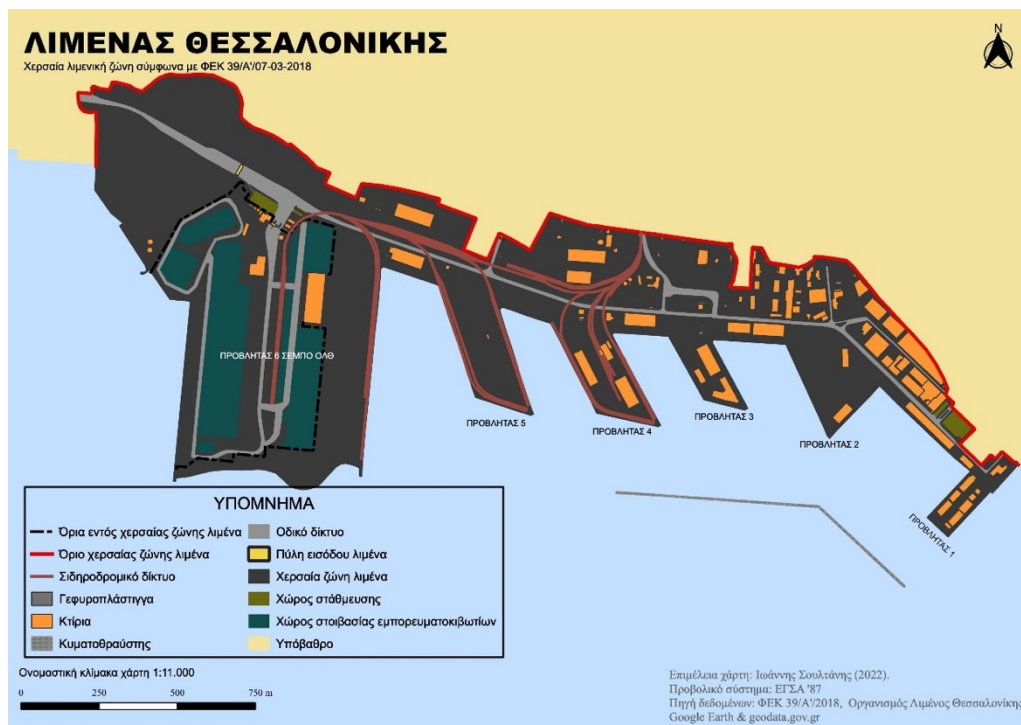 ΛΙΜΕΝΑΣ ΘΕΣΣΑΛΟΝΙΚΗΣ
Χερσαία λιμενική ζώνη σύμφωνα με ΦΕΚ 39/Α'/07-03-2018
N
ΠΡΟΒΛΗΤΑΣ 6 ΣΕΜΠΟ ΟΛΘ
ΠΡΟΒΛΗΤΑΣ 5
ΠΡΟΒΛΗΤΑΣ 4
ΠΡΟΒΛΗΤΑΣ 3
ΠΡΟΒΛΗΤΑΣ 2
ΠΡΟΒΛΗΤΑΣ 1
ΥΠΟΜΝΗΜΑ
Όρια εντός χερσαίας ζώνης λιμένα
Όριο χερσαίας ζώνης λιμένα
Σιδηροδρομικό δίκτυο
Γεφυροπλάστιγγα
Κτίρια
Κυματοθραύστης
Οδικό δίκτυο
Πύλη εισόδου λιμένα
Χερσαία ζώνη λιμένα
Χώρος στάθμευσης
Χώρος στοιβασίας εμπορευματοκιβωτίων
Υπόβαθρο
Ονομαστική κλίμακα χάρτη 1:11.000
0 250 500 750 m
Επιμέλεια χάρτη: Ιωάννης Σουλτάνης (2022).
Προβολικό σύστημα: ΕΓΣΑ '87
Πηγή δεδομένων: ΦΕΚ 39/Α'/2018, Οργανισμός Λιμένος Θεσσαλονίκης
Google Earth & geodata.gov.gr